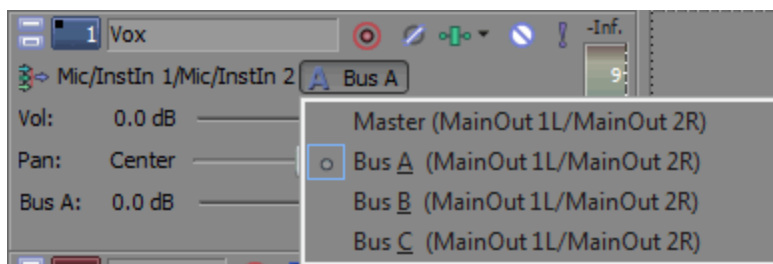 1 Vox -Inf.
Mic/InstIn 1/Mic/InstIn 2 A Bus A 9
Vol: 0.0 dB
Master (MainOut 1L/MainOut 2R)
Pan: Center
Bus A (MainOut 1L/MainOut 2R)
Bus A: 0.0 dB
Bus B (MainOut 1L/MainOut 2R)
Bus C (MainOut 1L/MainOut 2R)